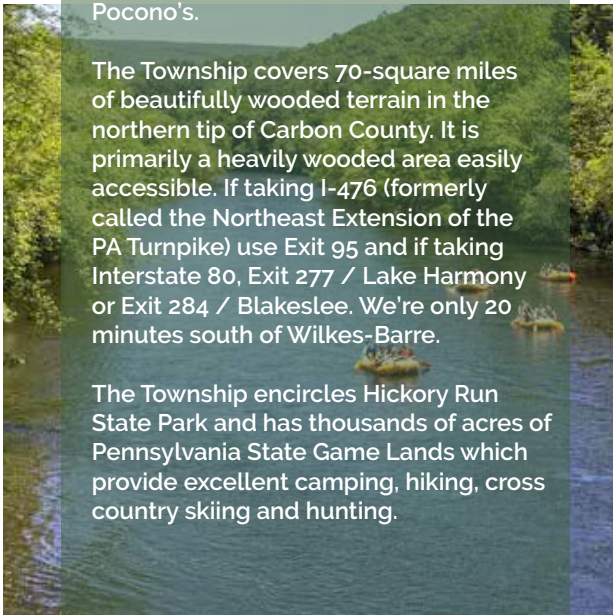 Pocono's.
The Township covers 70-square miles
of beautifully wooded terrain in the
northern tip of Carbon County. It is
primarily a heavily wooded area easily
accessible. If taking I-476 (formerly
called the Northeast Extension of the
PA Turnpike) use Exit 95 and if taking
Interstate 80, Exit 277 / Lake Harmony
or Exit 284 / Blakeslee. We're only 20
minutes south of Wilkes-Barre.
The Township encircles Hickory Run
State Park and has thousands of acres of
Pennsylvania State Game Lands which
provide excellent camping, hiking, cross
country skiing and hunting.